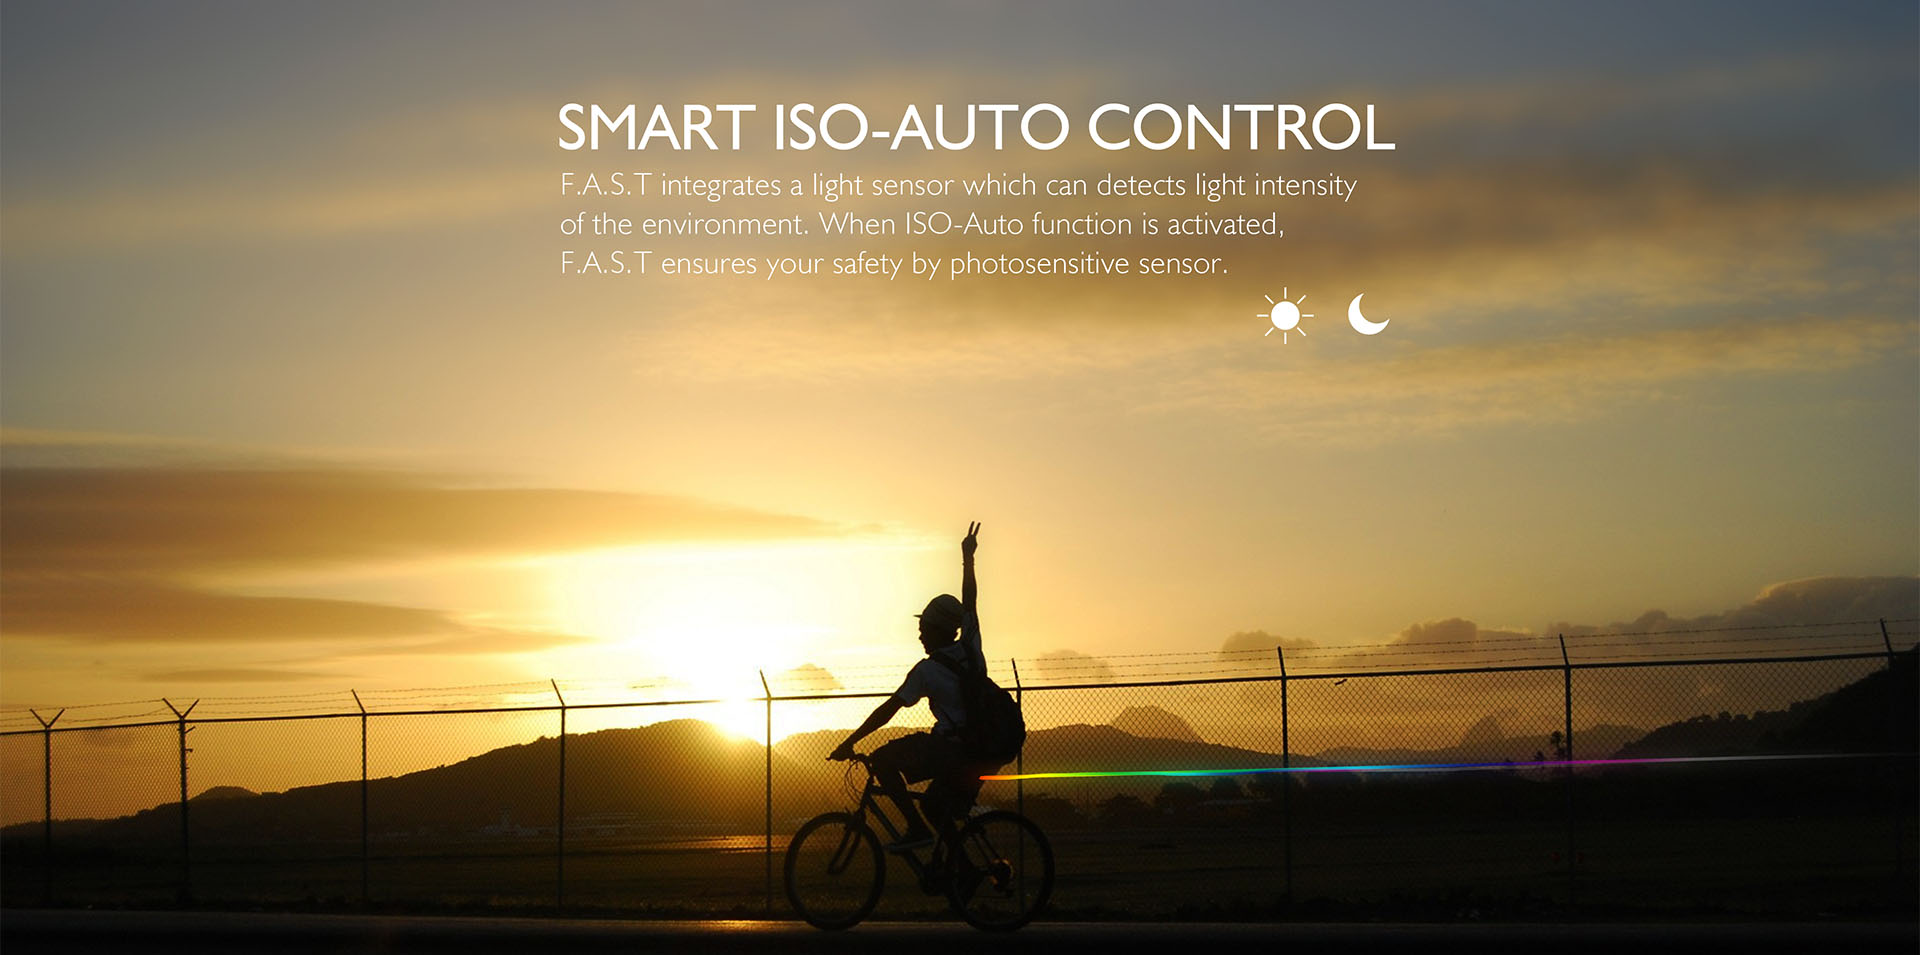 SMART ISO-AUTO CONTROL
F.A.S.T integrates a light sensor which can detects light intensity
of the environment. When ISO-Auto function is activated,
F.A.S.T ensures your safety by photosensitive sensor.